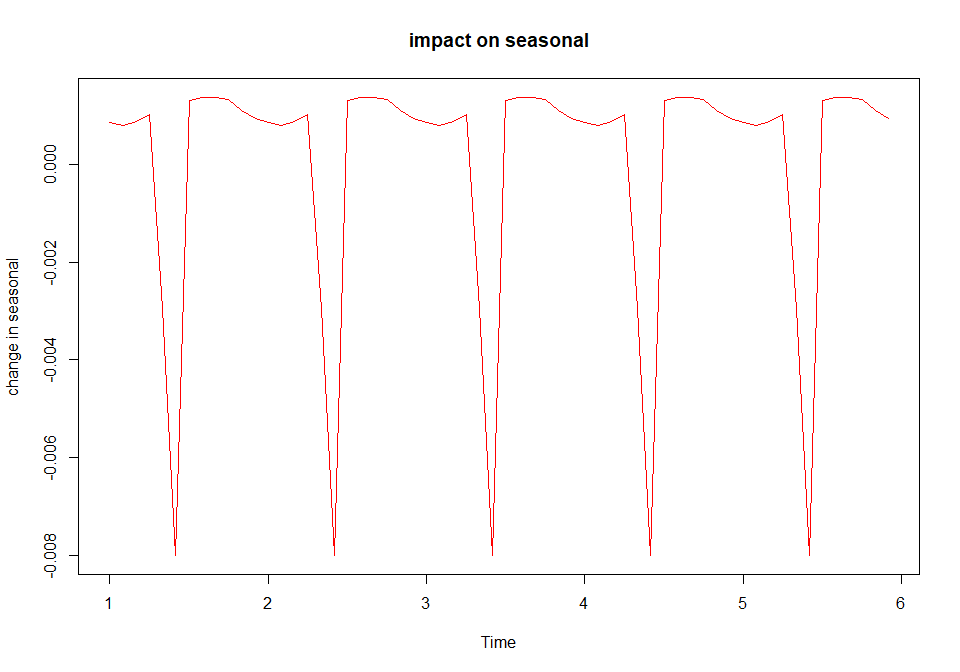 impact on seasonal
change in seasonal
0.000
-0.002
-0.004
-0.006
-0.008
1 2 3 4 5 6
Time